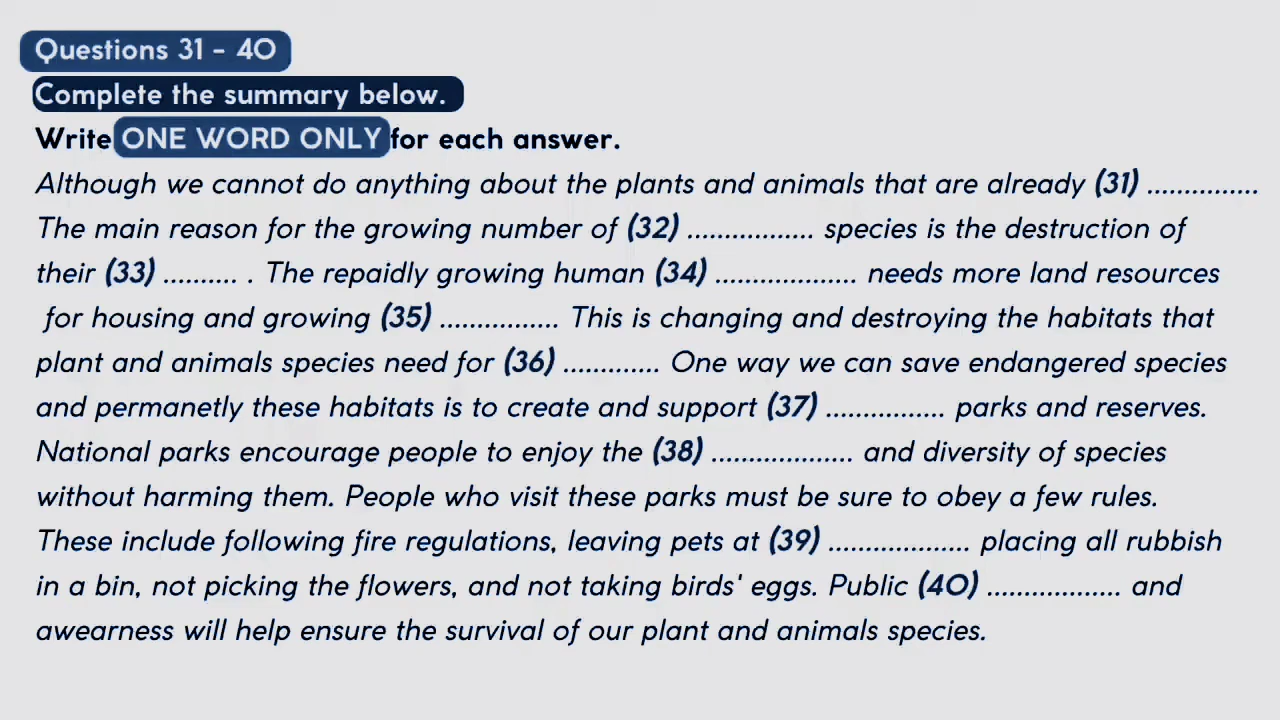 Questions 31 - 40
Complete the summary below.
Write ONE WORD ONLY for each answer.
Although we cannot do anything about the plants and animals that are already (31) ...............
The main reason for the growing number of (32) ................. species is the destruction of
their (33) .......... . The repaidly growing human (34) ................... needs more land resources
for housing and growing (35) ................ This is changing and destroying the habitats that
plant and animals species need for (36) ............. One way we can save endangered species
and permanetly these habitats is to create and support (37) ................ parks and reserves.
National parks encourage people to enjoy the (38) ................... and diversity of species
without harming them. People who visit these parks must be sure to obey a few rules.
These include following fire regulations, leaving pets at (39) ................... placing all rubbish
in a bin, not picking the flowers, and not taking birds' eggs. Public (40) .................. and
awearness will help ensure the survival of our plant and animals species.